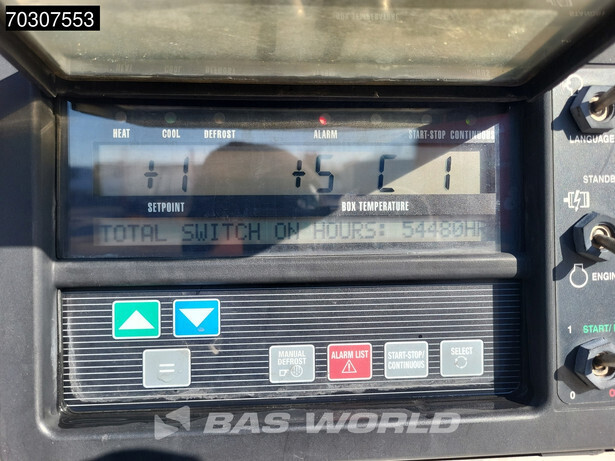 70307553
HEAT COOL DEFROST ALARM START-STOP CONTINUOUS
LANGUAGE
+1 +5 C 1
STANDB
SETPOINT BOX TEMPERATURE
TOTAL SWITCH ON HOURS: 54480HR
ENGIN
1 START/
MANUAL DEFROST
ALARM LIST
START-STOP/ CONTINUOUS
SELECT
=
0
BAS WORLD